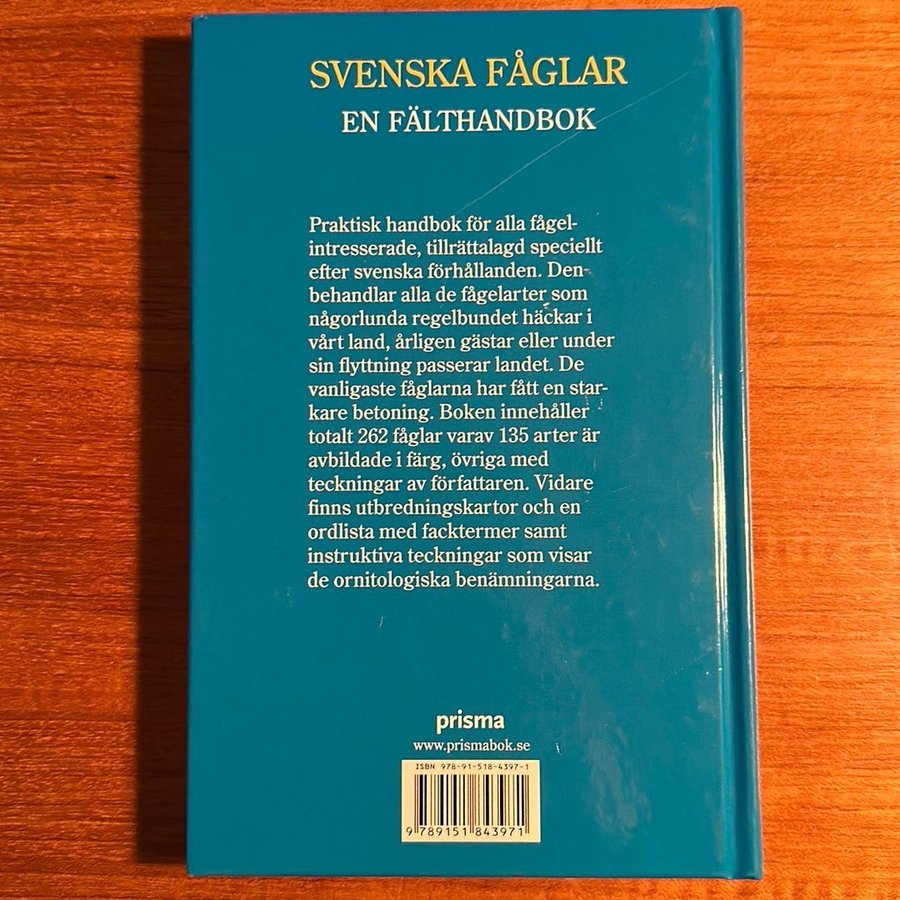 SVENSKA FÅGLAR
EN FÄLTHANDBOK
Praktisk handbok för alla fågel-
intresserade, tillrättalagd speciellt
efter svenska förhållanden. Den
behandlar alla de fågelarter som
någorlunda regelbundet häckar i
vårt land, årligen gästar eller under
sin flyttning passerar landet. De
vanligaste fåglarna har fått en star-
kare betoning. Boken innehåller
totalt 262 fåglar varav 135 arter är
avbildade i färg, övriga med
teckningar av författaren. Vidare
finns utbredningskartor och en
ordlista med facktermer samt
instruktiva teckningar som visar
de ornitologiska benämningarna.
prisma
www.prismabok.se
ISBN 978-91-518-4397-1
9 789151 843971